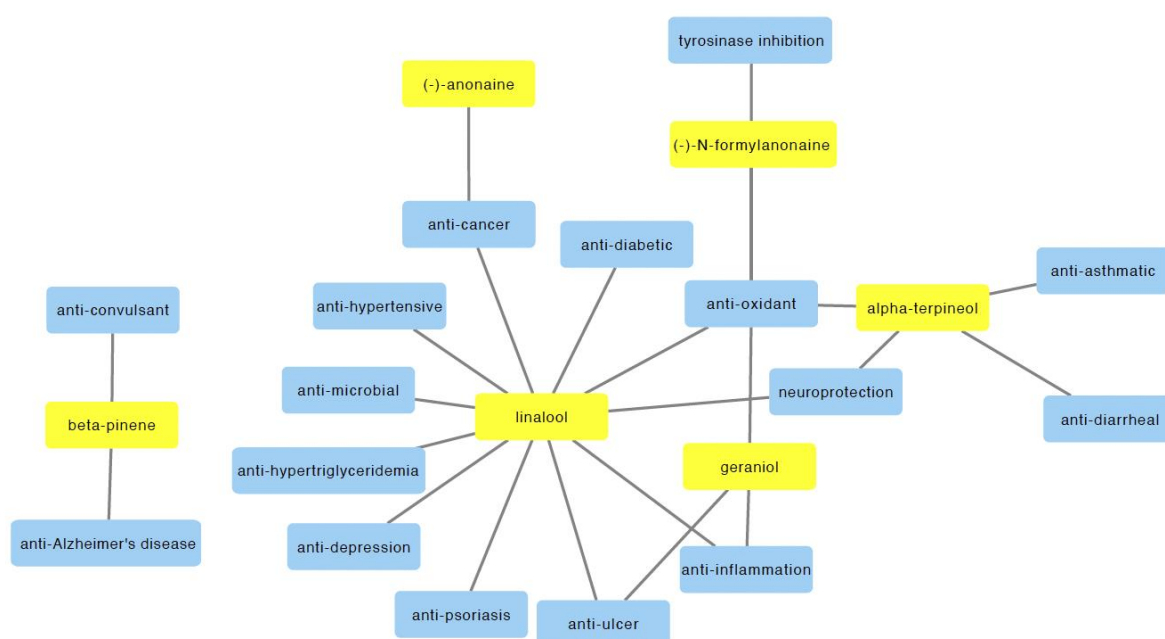 tyrosinase inhibition
(-)-anonaine
(-)-N-formylanonaine
anti-cancer
anti-diabetic
anti-asthmatic
anti-convulsant
anti-hypertensive
anti-oxidant
alpha-terpineol
anti-microbial
neuroprotection
beta-pinene
linalool
anti-diarrheal
anti-hypertriglyceridemia
geraniol
anti-Alzheimer's disease
anti-depression
anti-inflammation
anti-psoriasis
anti-ulcer